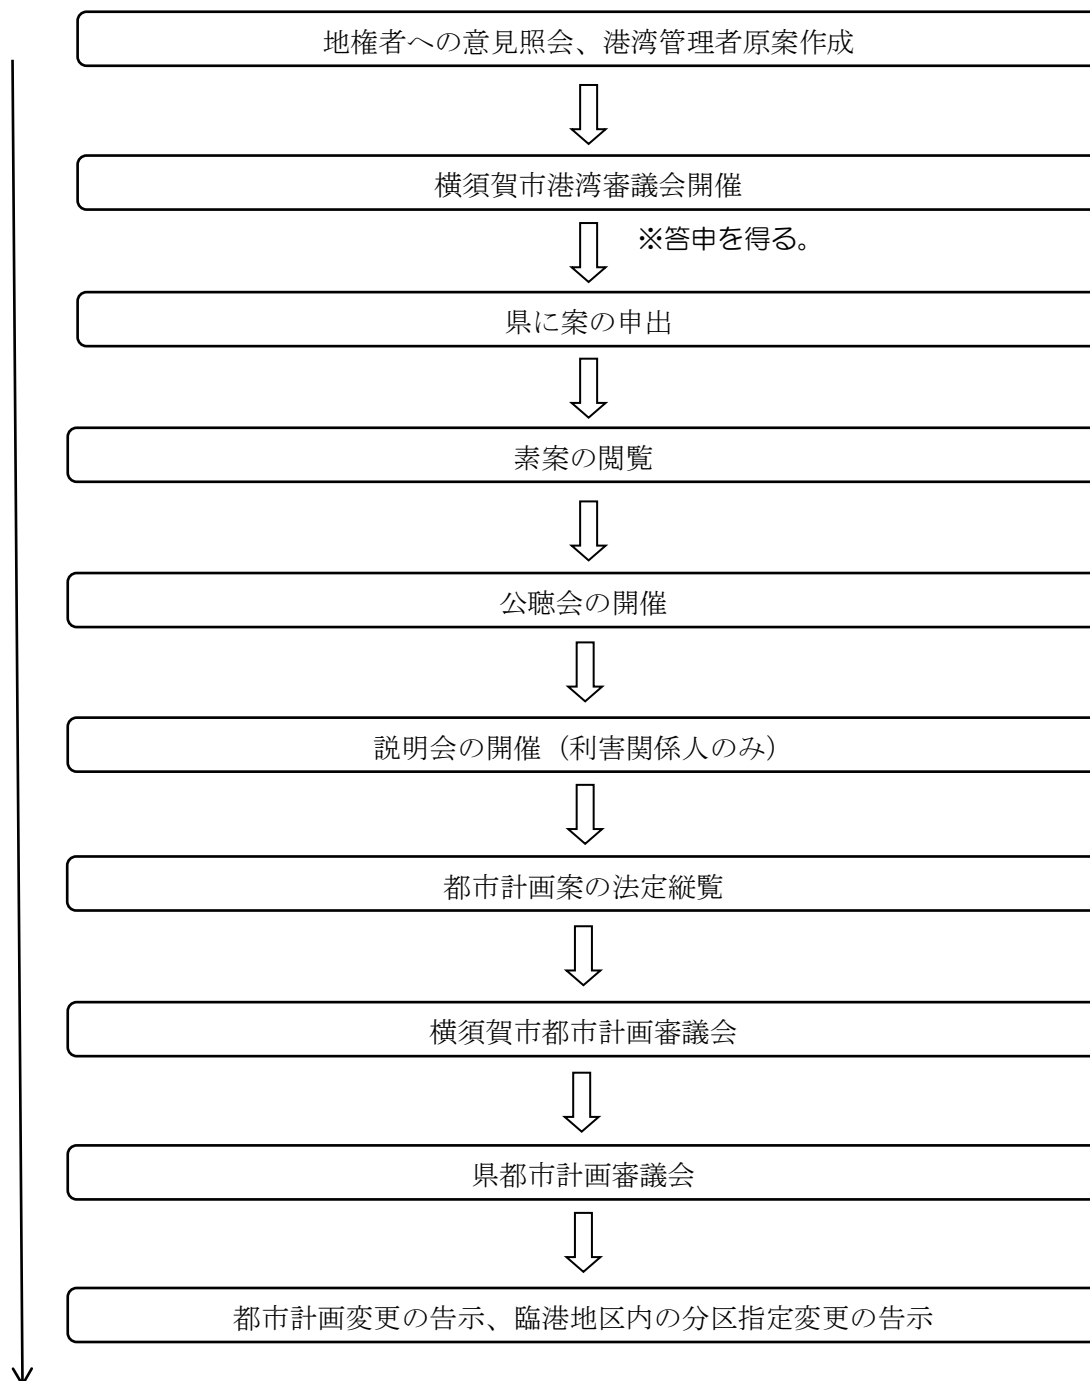 地権者への意見照会、港湾管理者原案作成
横須賀市港湾審議会開催
※答申を得る。
県に案の申出
素案の閲覧
公聴会の開催
説明会の開催（利害関係人のみ）
都市計画案の法定縦覧
横須賀市都市計画審議会
県都市計画審議会
都市計画変更の告示、臨港地区内の分区指定変更の告示